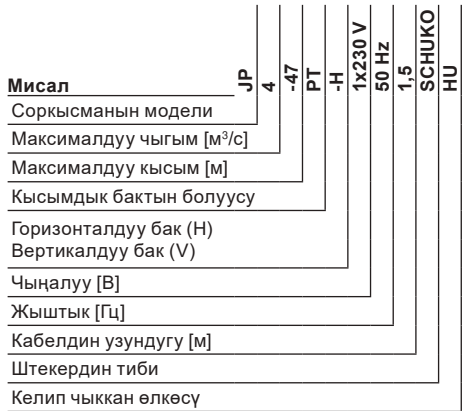 Мисал JP 4 -47 PT -H 1x230 V 50 Hz 1,5 SCHUKO HU
Соркысманын модели
Максималдуу чыгым [м³/с]
Максималдуу кысым [м]
Кысымдык бактын болуусу
Горизонталдуу бак (H)
Вертикалдуу бак (V)
Чыңалуу [В]
Жыштык [Гц]
Кабелдин узундугу [м]
Штекердин тиби
Келип чыккан өлкөсү